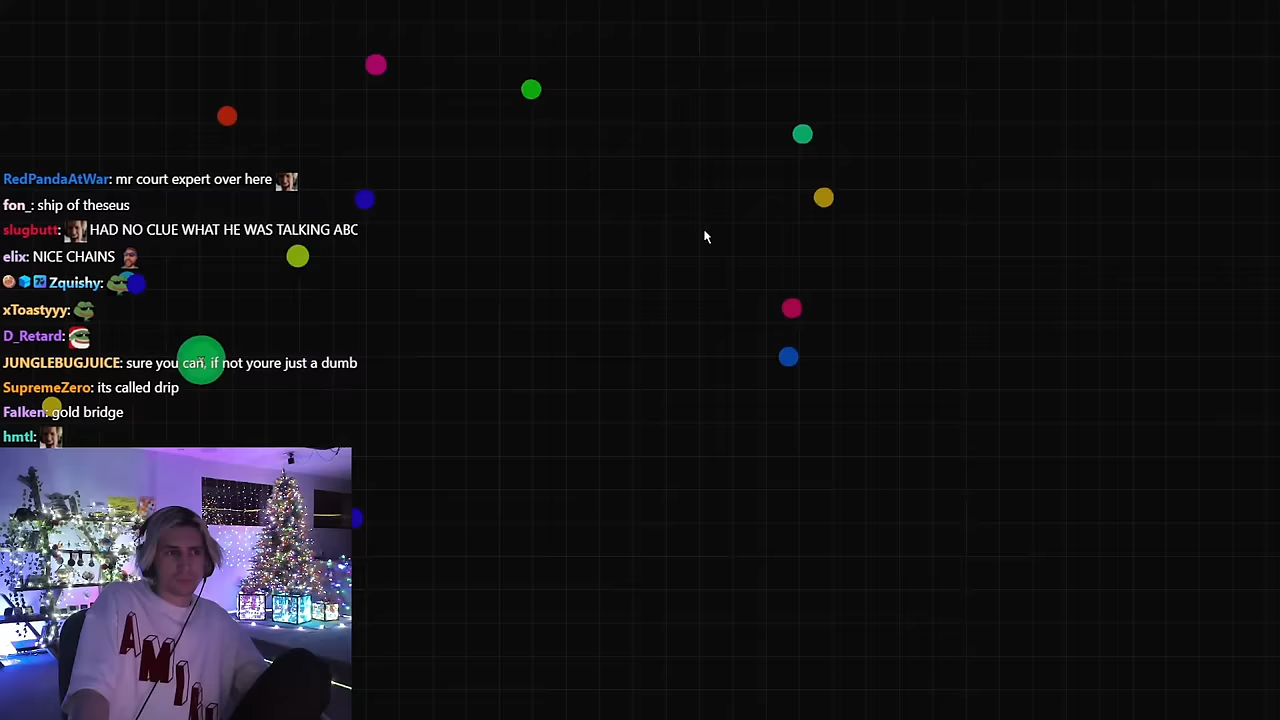 RedPandaAtWar: mr court expert over here
fon_: ship of theseus
slugbutt: HAD NO CLUE WHAT HE WAS TALKING ABC
elix: NICE CHAINS
Zquishy:
xToastyyy:
D_Retard:
JUNGLEBUGJUICE: sure you can, if not youre just a dumb
SupremeZero: its called drip
Falken: gold bridge
hmtl:
AMI